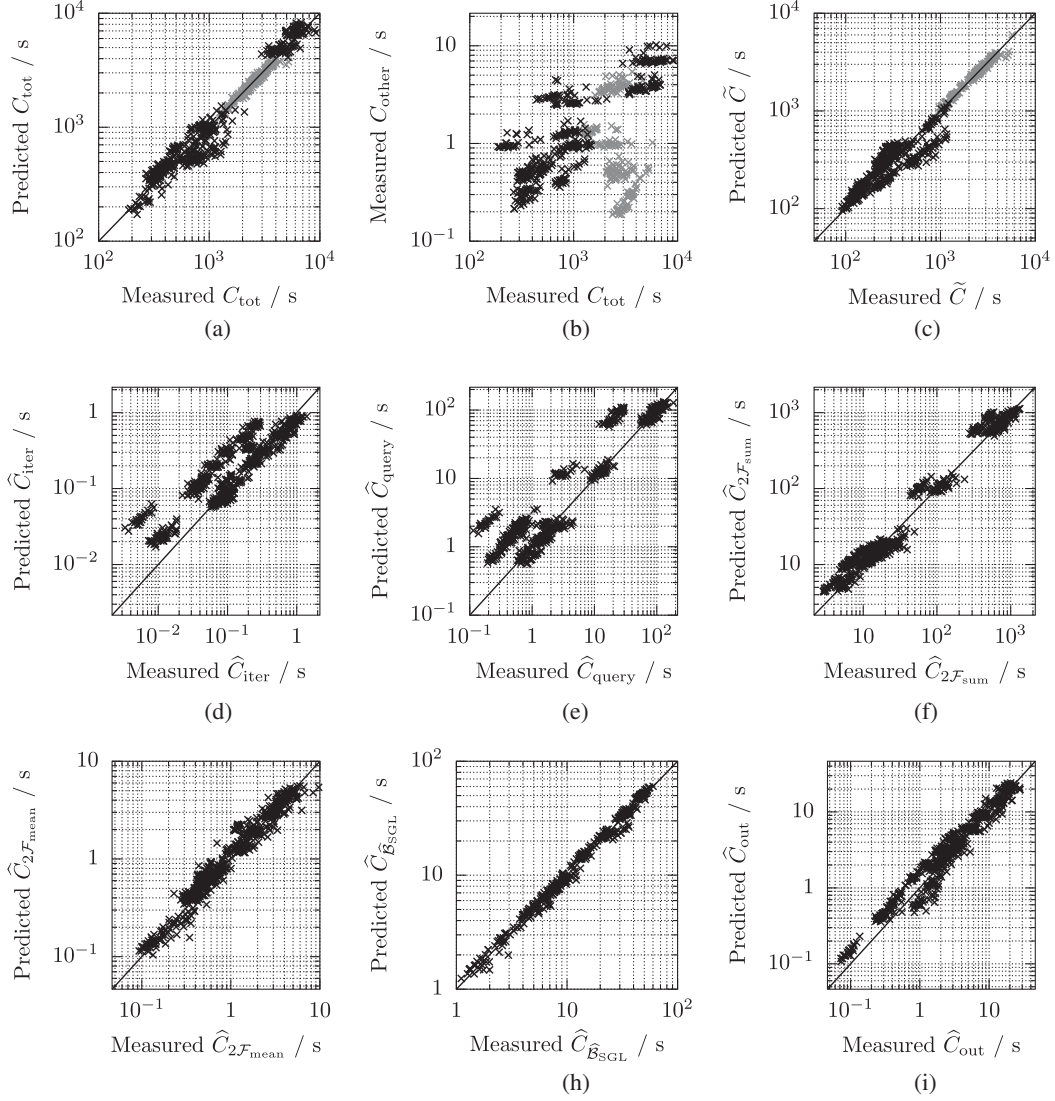 Predicted C_tot / s
10^4
10^3
10^2
10^2 10^3 10^4
Measured C_tot / s
(a)
Measured C_other / s
10
1
10^−1
10^2 10^3 10^4
Measured C_tot / s
(b)
Predicted C̃ / s
10^4
10^3
10^2
10^2 10^3 10^4
Measured C̃ / s
(c)
Predicted Ĉ_iter / s
1
10^−1
10^−2
10^−2 10^−1 1
Measured Ĉ_iter / s
(d)
Predicted Ĉ_query / s
10^2
10
1
10^−1
10^−1 1 10 10^2
Measured Ĉ_query / s
(e)
Predicted Ĉ_2ℱ_sum / s
10^3
10^2
10
10 10^2 10^3
Measured Ĉ_2ℱ_sum / s
(f)
Predicted Ĉ_2ℱ_mean / s
10
1
10^−1
10^−1 1 10
Measured Ĉ_2ℱ_mean / s
Predicted Ĉ_ℬ̂_SGL / s
10^2
10
1
1 10 10^2
Measured Ĉ_ℬ̂_SGL / s
(h)
Predicted Ĉ_out / s
10
1
10^−1
10^−1 1 10
Measured Ĉ_out / s
(i)